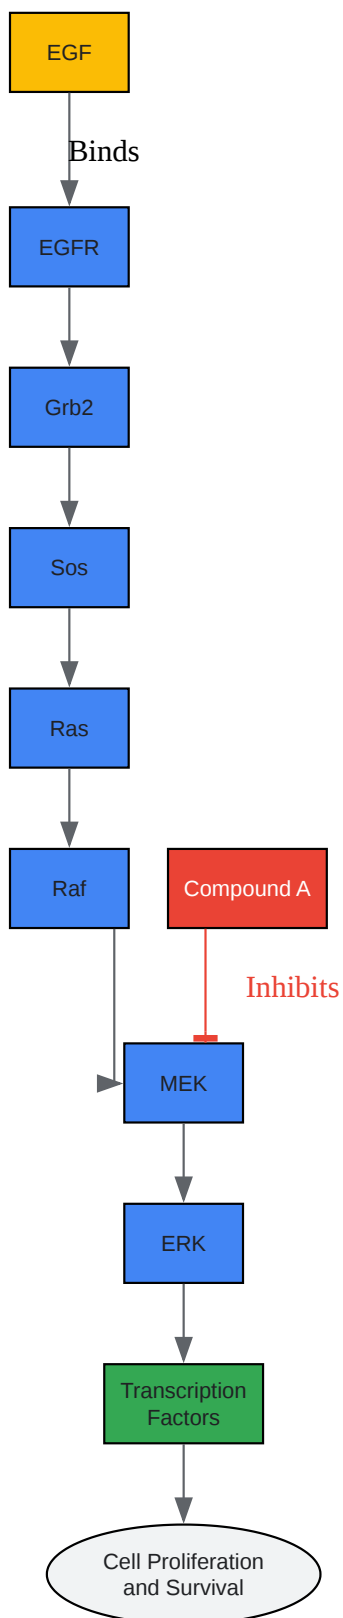 EGF
Binds
EGFR
Grb2
Sos
Ras
Raf
Compound A
Inhibits
MEK
ERK
Transcription
Factors
Cell Proliferation
and Survival